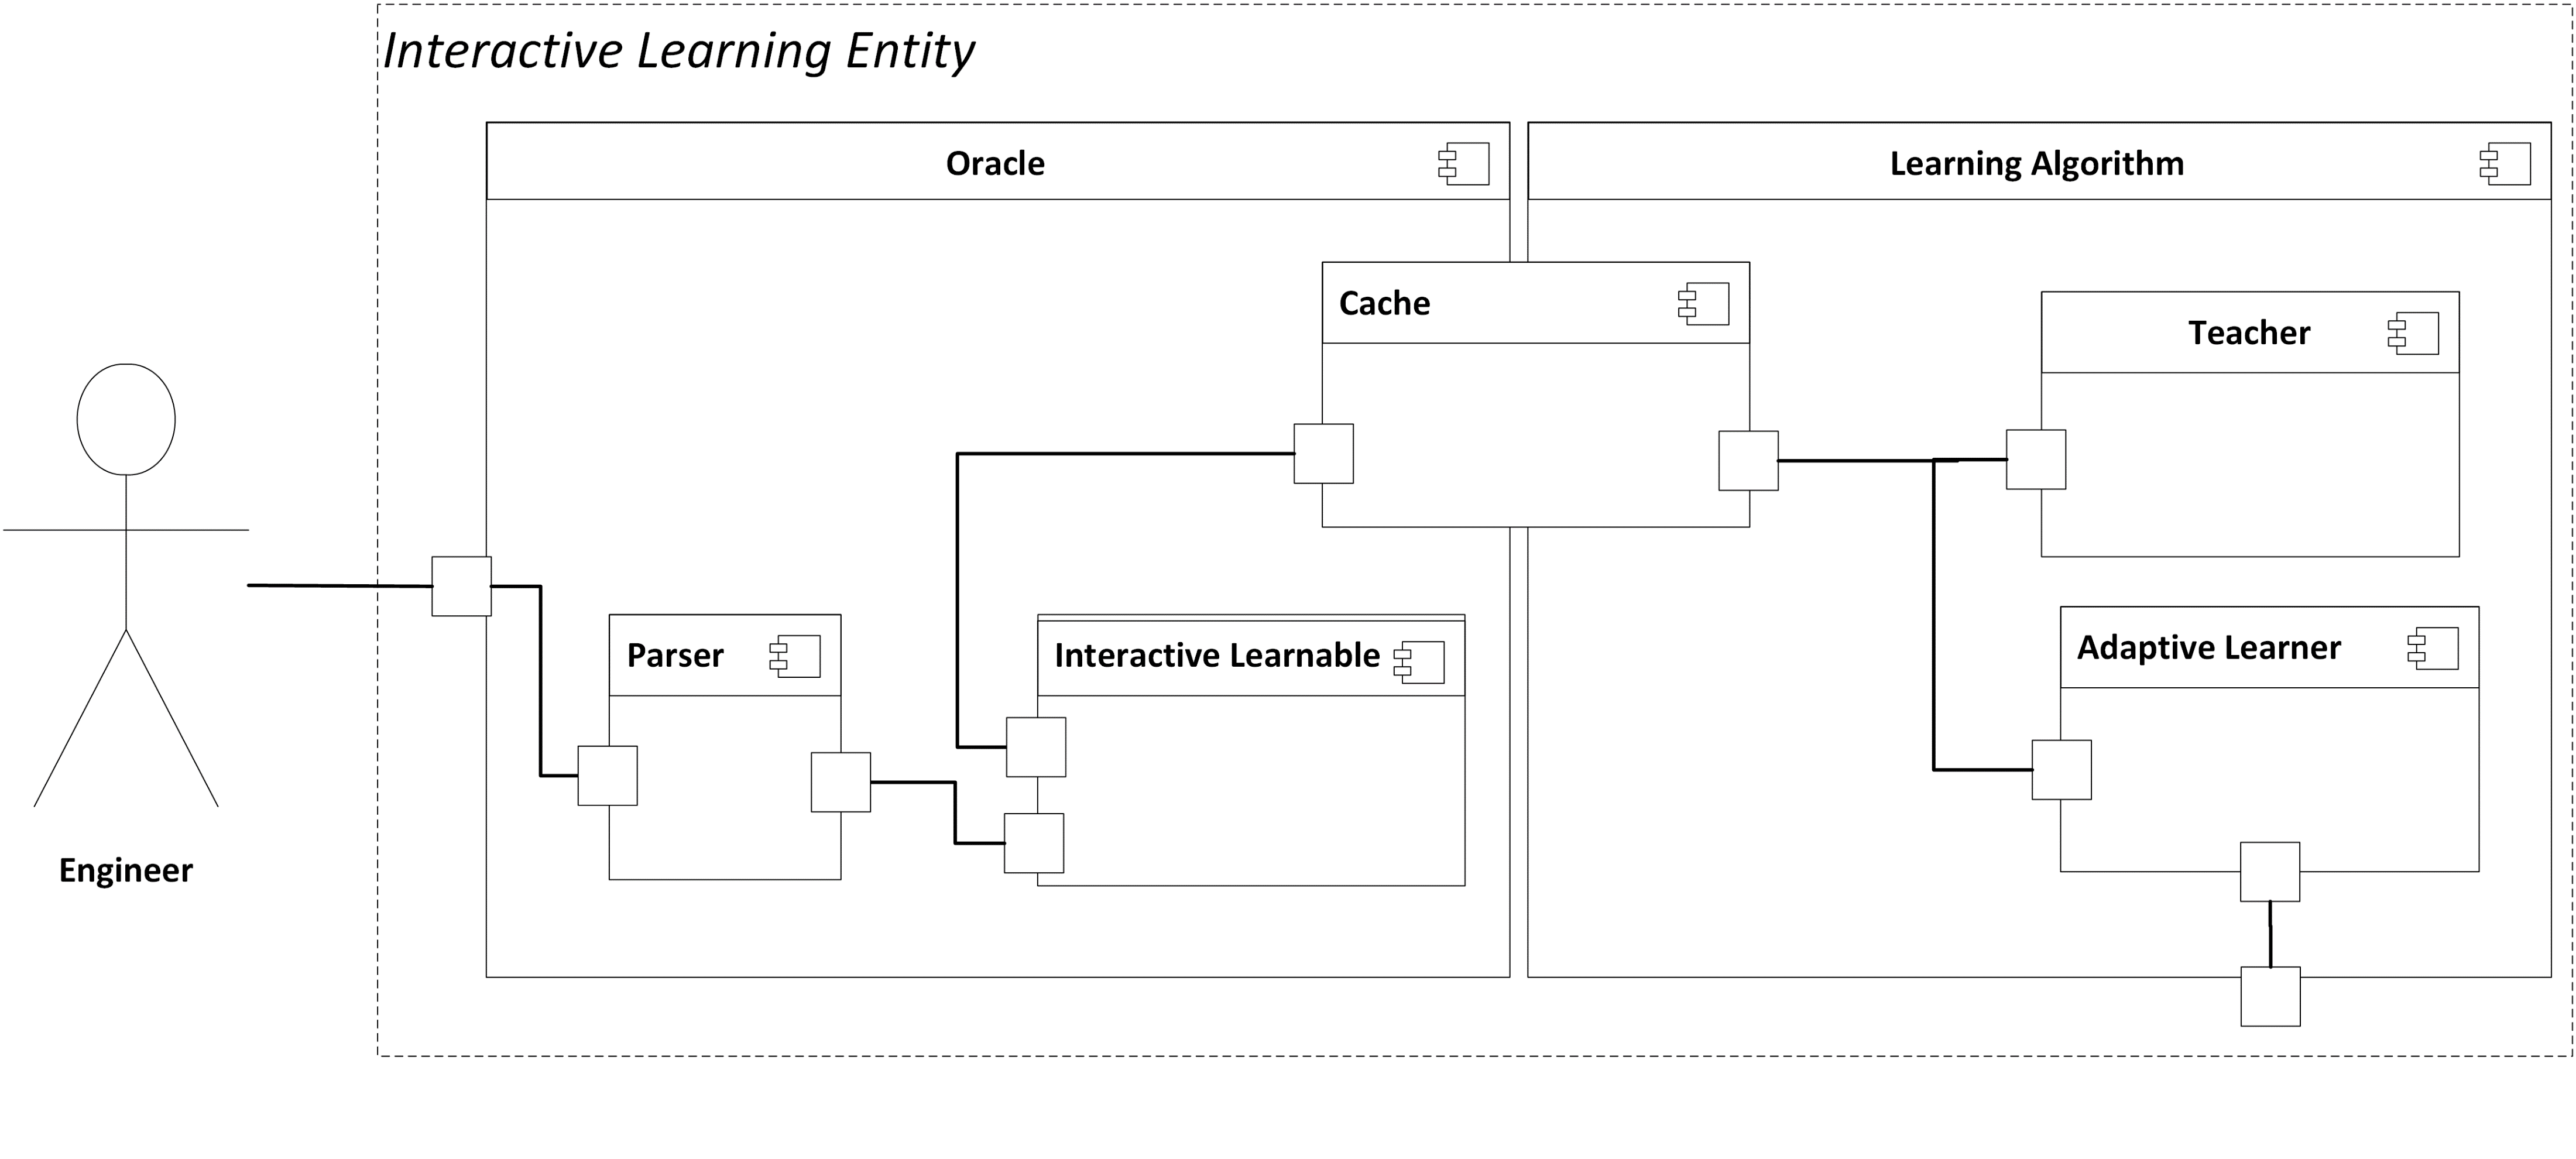 Interactive Learning Entity
Oracle
Learning Algorithm
Cache
Teacher
Parser
Interactive Learnable
Adaptive Learner
Engineer